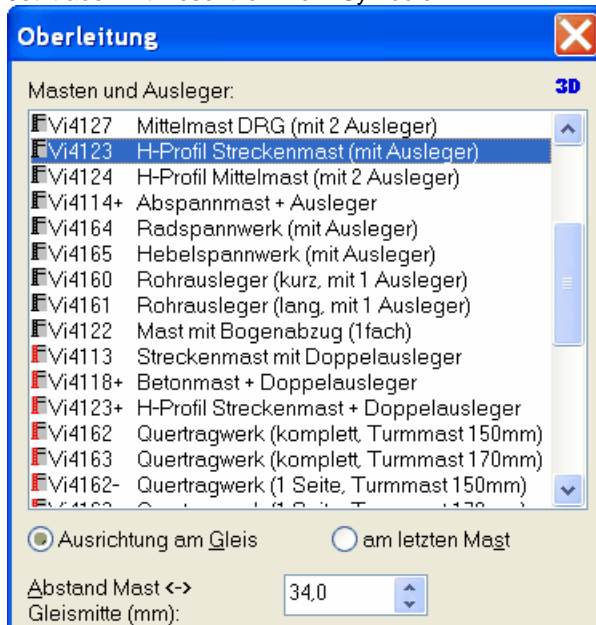 Oberleitung
Masten und Ausleger:
3D
Vi4127 Mittelmast DRG (mit 2 Ausleger)
Vi4123 H-Profil Streckenmast (mit Ausleger)
Vi4124 H-Profil Mittelmast (mit 2 Ausleger)
Vi4114+ Abspannmast + Ausleger
Vi4164 Radspannwerk (mit Ausleger)
Vi4165 Hebelspannwerk (mit Ausleger)
Vi4160 Rohrausleger (kurz, mit 1 Ausleger)
Vi4161 Rohrausleger (lang, mit 1 Ausleger)
Vi4122 Mast mit Bogenabzug (1fach)
Vi4113 Streckenmast mit Doppelausleger
Vi4118+ Betonmast + Doppelausleger
Vi4123+ H-Profil Streckenmast + Doppelausleger
Vi4162 Quertragwerk (komplett, Turmmast 150mm)
Vi4163 Quertragwerk (komplett, Turmmast 170mm)
Vi4162- Quertragwerk (1 Seite, Turmmast 150mm)
Ausrichtung am Gleis
am letzten Mast
Abstand Mast <->
Gleismitte (mm):
34,0